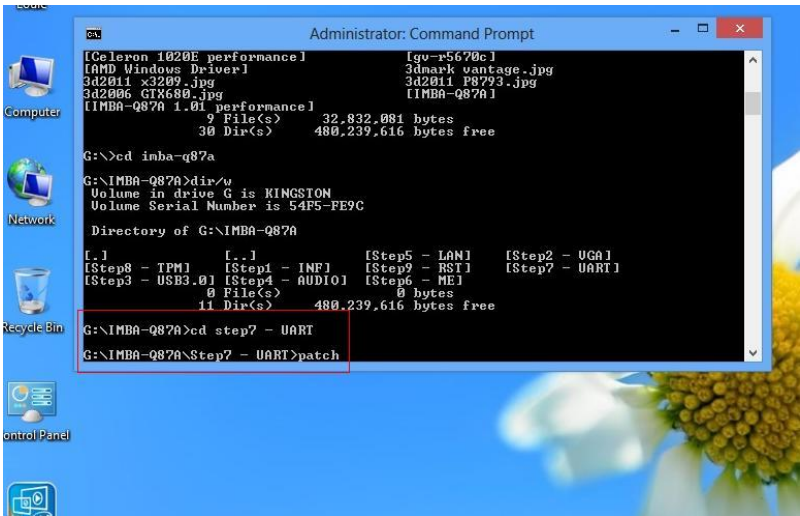 Logic
Administrator: Command Prompt
[Celeron 1020E performance] [gv-r5670c]
[AMD Windows Driver] 3dmark vantage.jpg
3d2011 x3209.jpg 3d2011 P8793.jpg
3d2006 GTX680.jpg [IMBA-Q87A]
[IMBA-Q87A 1.01 performance]
9 File(s) 32,832,081 bytes
30 Dir(s) 480,239,616 bytes free
G:\>cd imba-q87a
G:\IMBA-Q87A>dir/w
Volume in drive G is KINGSTON
Volume Serial Number is 54F5-FE9C
Directory of G:\IMBA-Q87A
[.] [..] [Step5 - LAN] [Step2 - VGA]
[Step8 - TPM] [Step1 - INF] [Step9 - RST] [Step7 - UART]
[Step3 - USB3.0] [Step4 - AUDIO] [Step6 - ME]
0 File(s) 0 bytes
11 Dir(s) 480,239,616 bytes free
G:\IMBA-Q87A>cd step7 - UART
G:\IMBA-Q87A\Step7 - UART>patch
Computer
Network
Recycle Bin
ontrol Panel